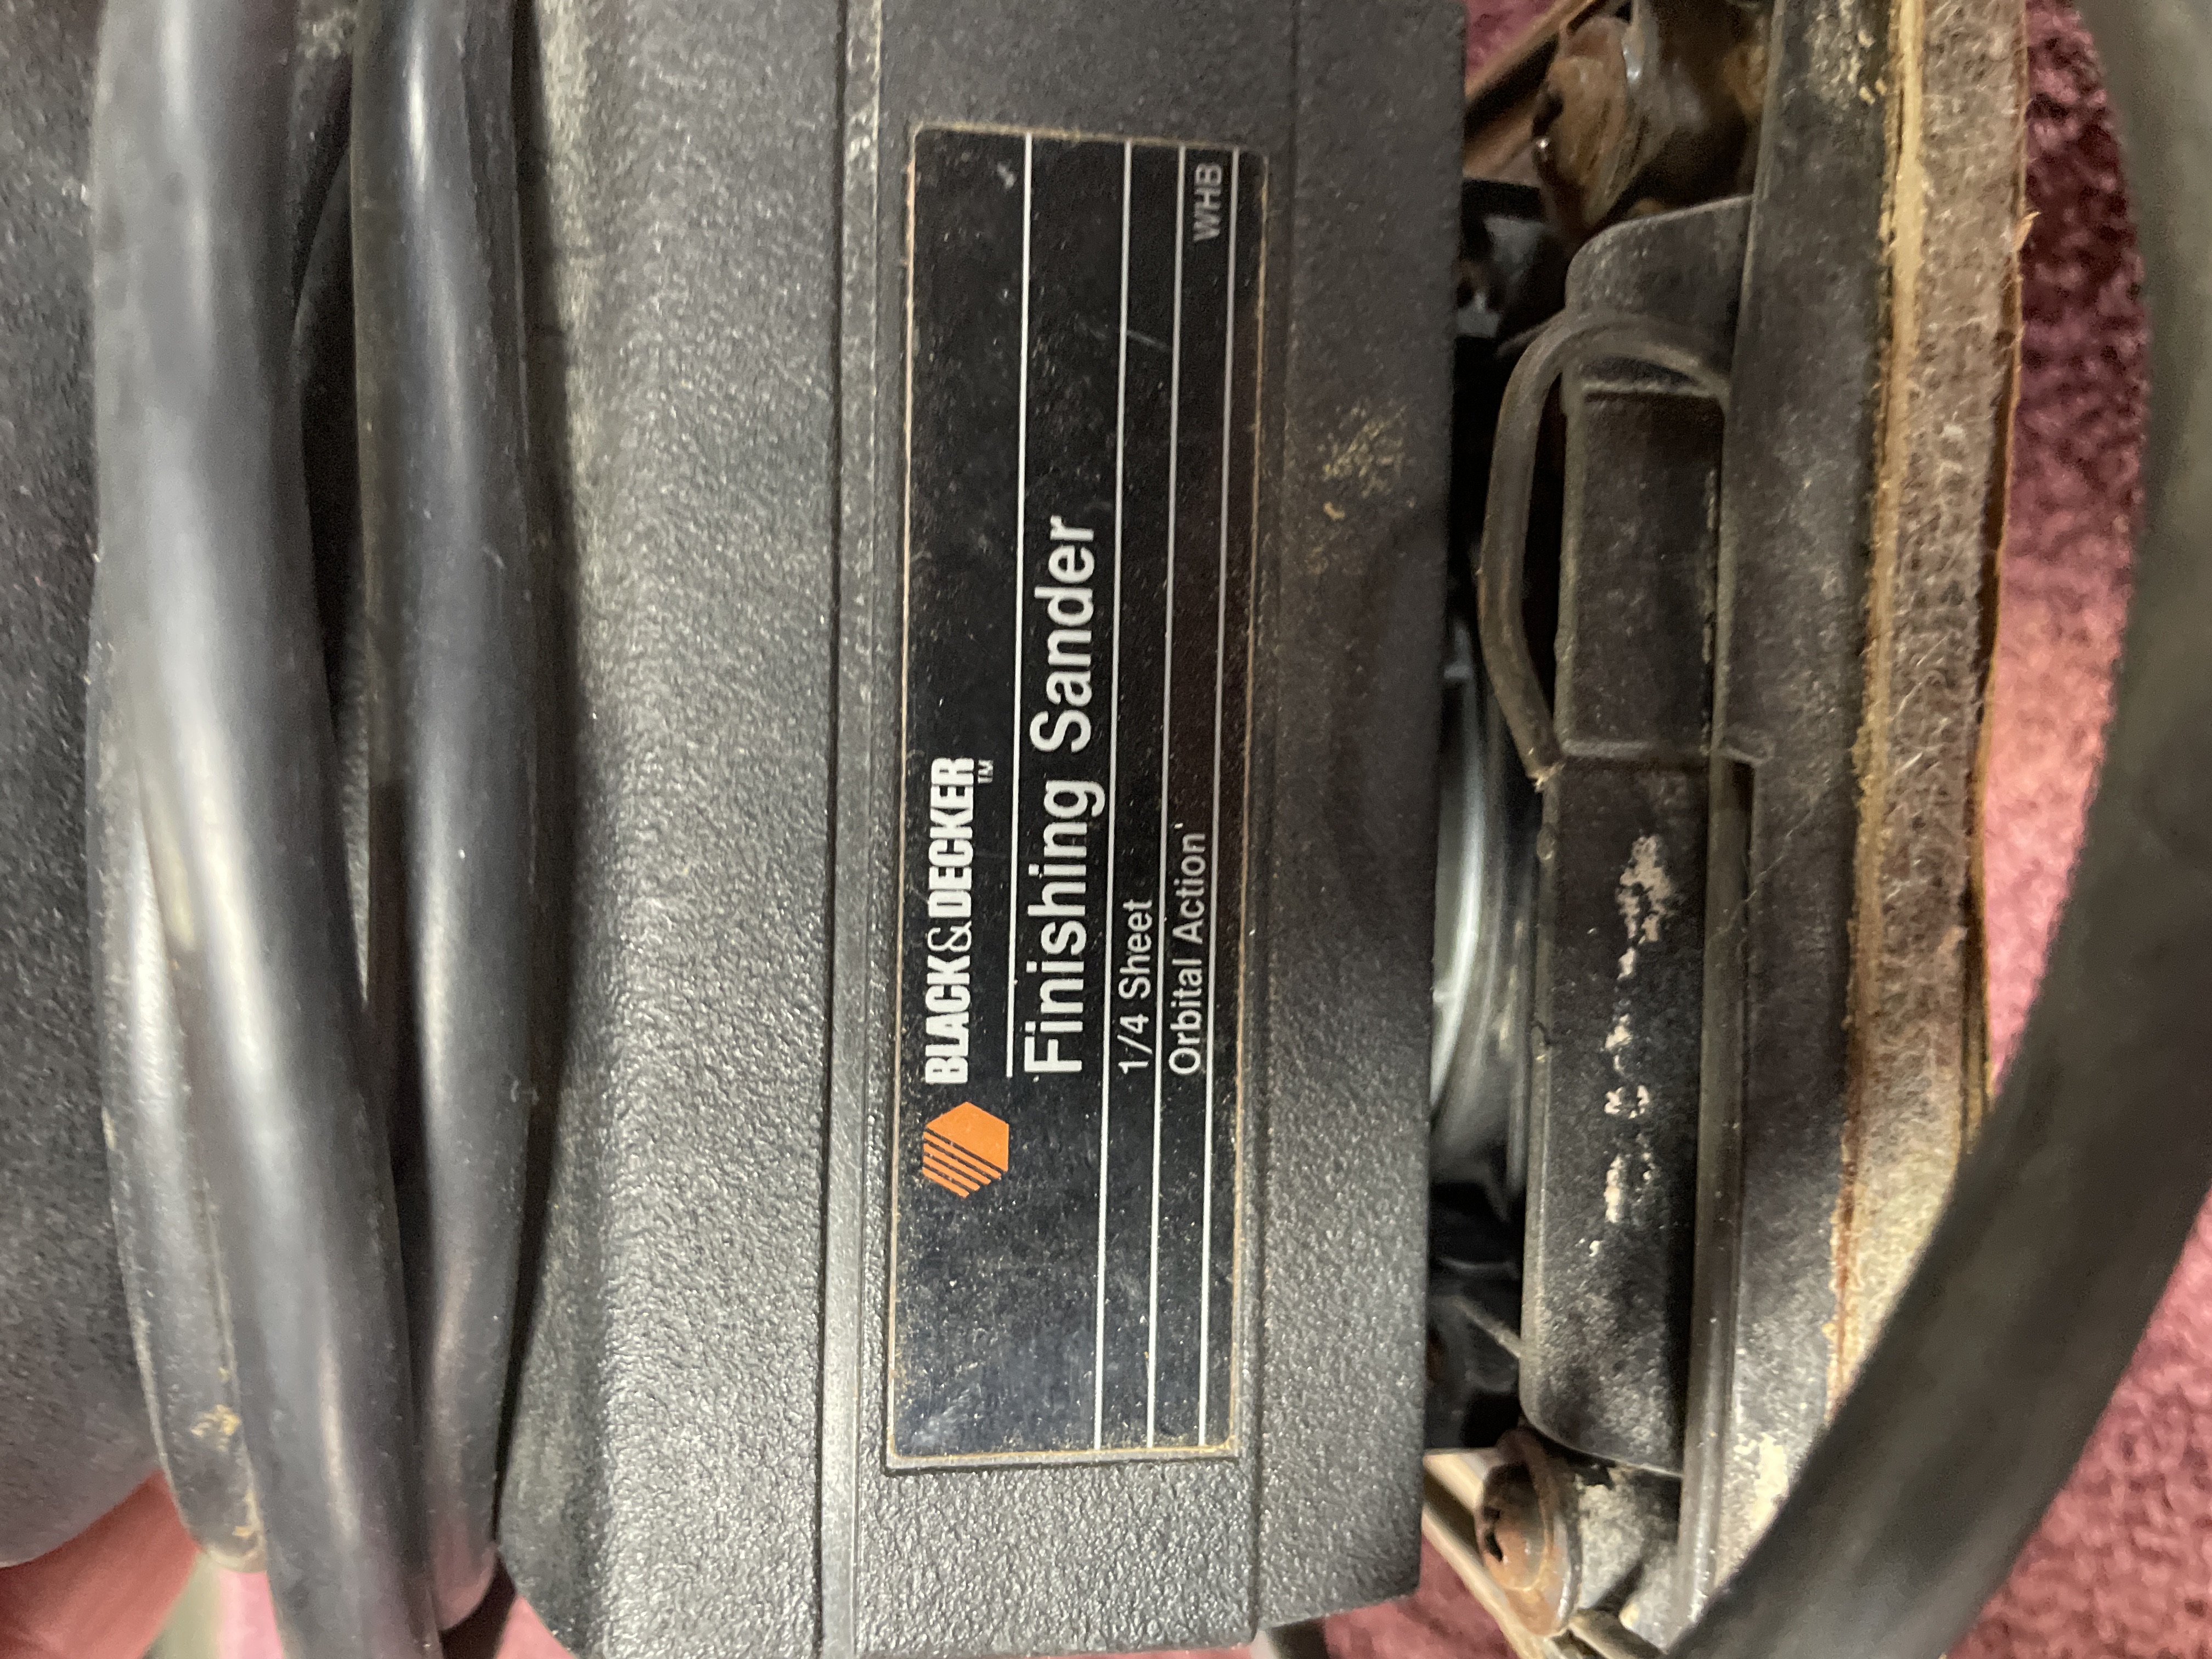 BLACK&DECKER™
Finishing Sander
1/4 Sheet
Orbital Action
WHB